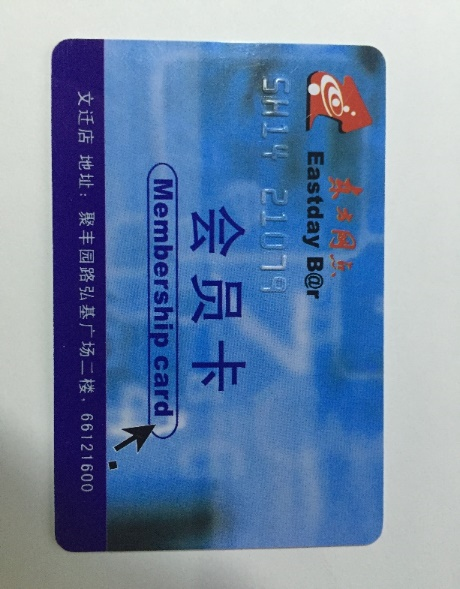 东方网点
Eastday B@r
SH14 21079
会员卡
Membership card
文迁店 地址：聚丰园路弘基广场二楼，66121600